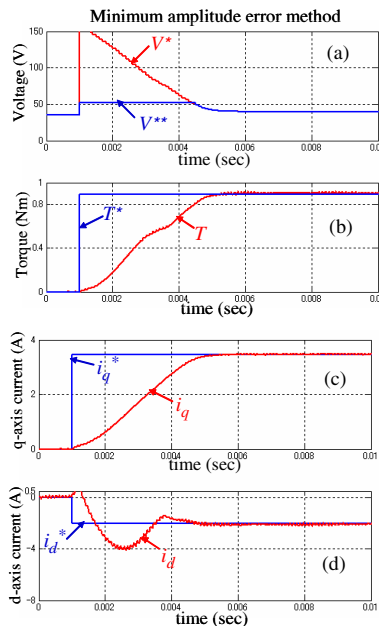 Minimum amplitude error method
Voltage (V)
150
100
50
0
V*
V**
(a)
0 0.002 0.004 0.006 0.008 0.01
time (sec)
Torque (Nm)
1
0.8
0.4
0
T*
T
(b)
0 0.002 0.004 0.006 0.008 0.01
time (sec)
q-axis current (A)
4
2
0
iq*
iq
(c)
0 0.002 0.004 0.006 0.008 0.01
time (sec)
d-axis current (A)
0.5
-4
-8
id*
id
(d)
0 0.002 0.004 0.006 0.008 0.01
time (sec)